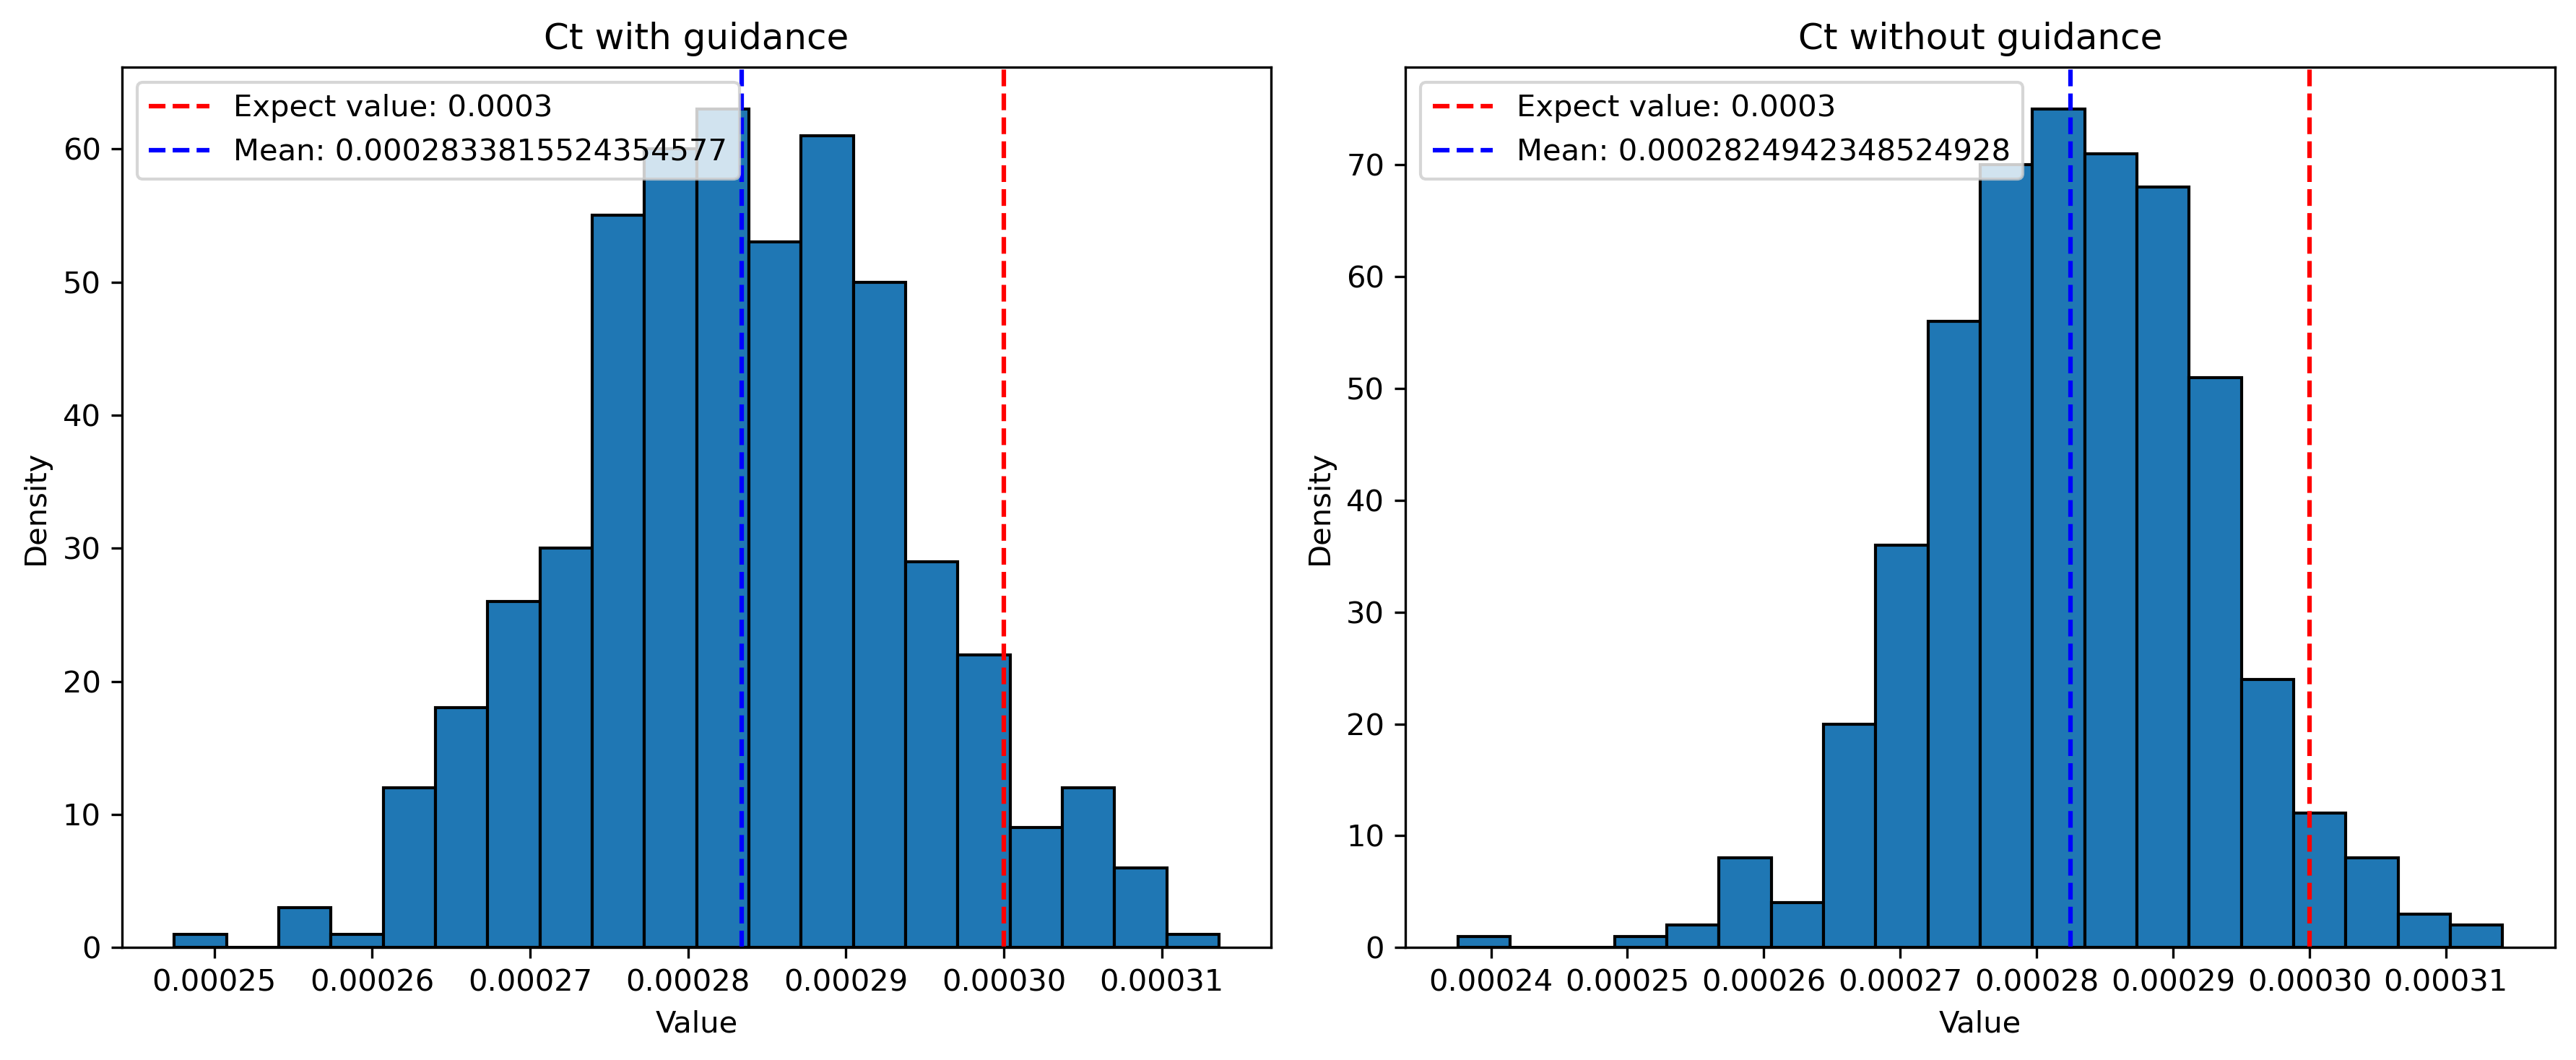 Ct with guidance
Expect value: 0.0003
Mean: 0.0002833815524354577
60
50
40
30
20
10
0
Density
0.00025 0.00026 0.00027 0.00028 0.00029 0.00030 0.00031
Value
Ct without guidance
Expect value: 0.0003
Mean: 0.0002824942348524928
70
60
50
40
30
20
10
0
Density
0.00024 0.00025 0.00026 0.00027 0.00028 0.00029 0.00030 0.00031
Value